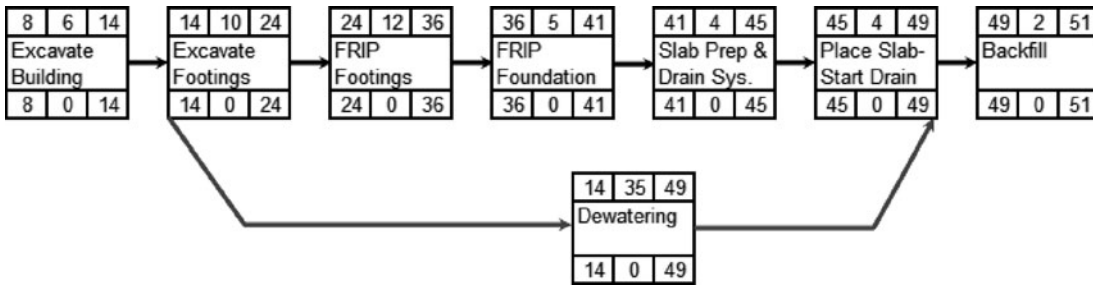 8 6 14
Excavate
Building
8 0 14
14 10 24
Excavate
Footings
14 0 24
24 12 36
FRIP
Footings
24 0 36
36 5 41
FRIP
Foundation
36 0 41
41 4 45
Slab Prep &
Drain Sys.
41 0 45
45 4 49
Place Slab-
Start Drain
45 0 49
49 2 51
Backfill
49 0 51
14 35 49
Dewatering
14 0 49